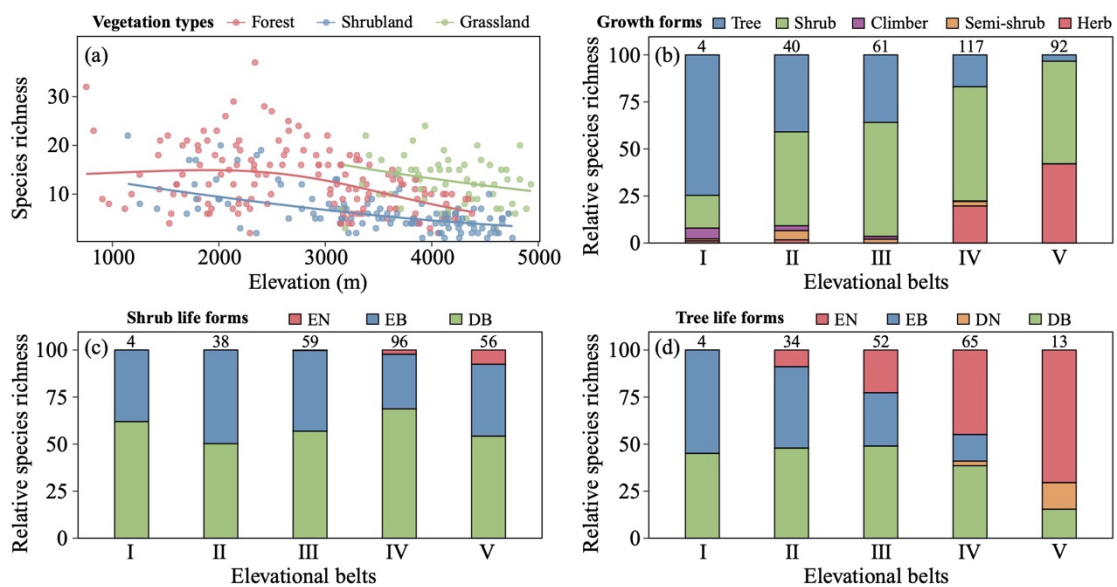 Vegetation types Forest Shrubland Grassland
(a)
Species richness
30
20
10
1000 2000 3000 4000 5000
Elevation (m)
Growth forms Tree Shrub Climber Semi-shrub Herb
(b)
4 40 61 117 92
Relative species richness
100
75
50
25
0
I II III IV V
Elevational belts
Shrub life forms EN EB DB
(c)
4 38 59 96 56
Relative species richness
100
75
50
25
0
I II III IV V
Elevational belts
Tree life forms EN EB DN DB
(d)
4 34 52 65 13
Relative species richness
100
75
50
25
0
I II III IV V
Elevational belts